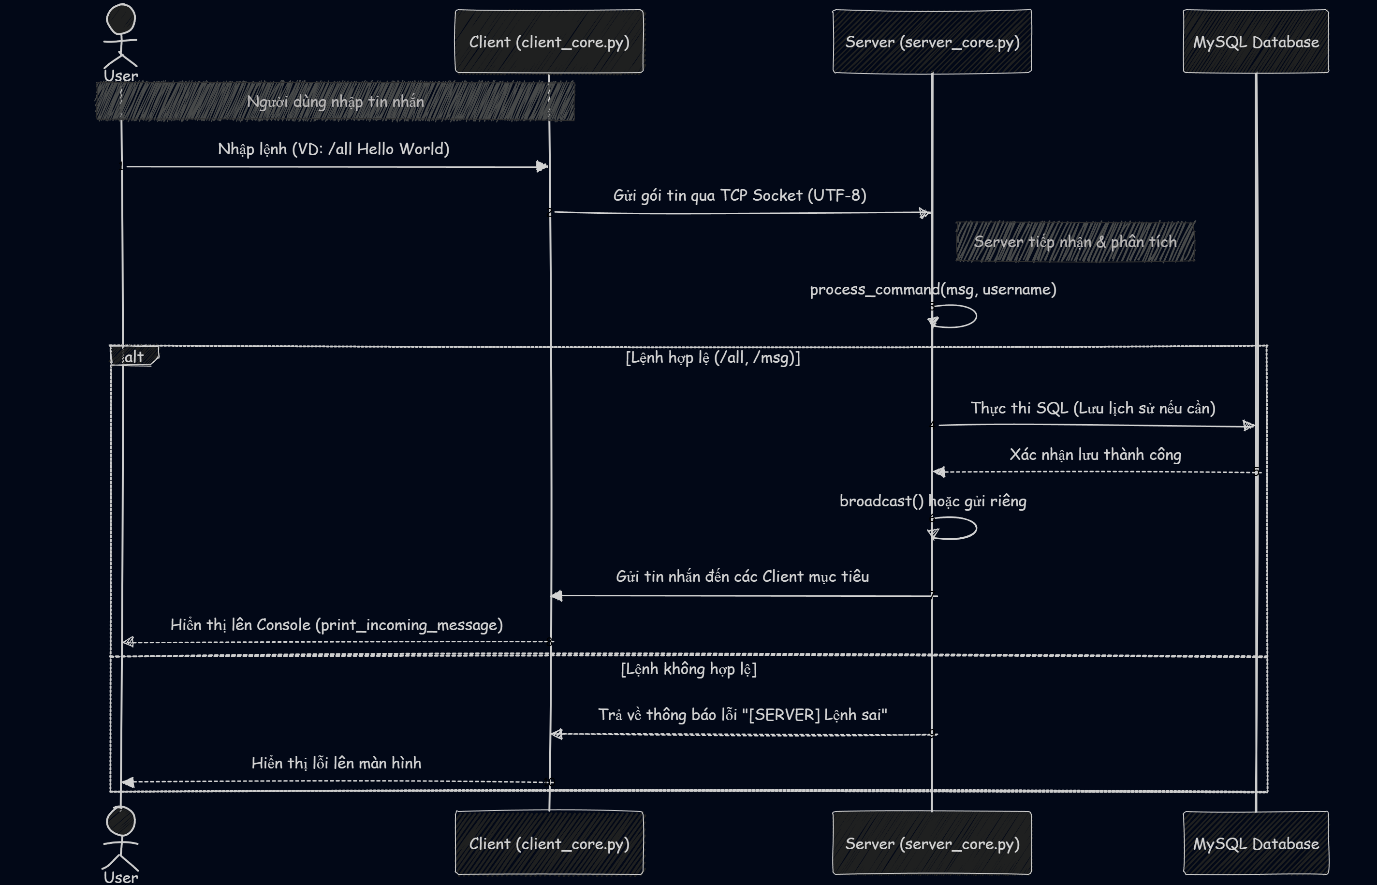 Client (client_core.py)
Server (server_core.py)
MySQL Database
User
Người dùng nhập tin nhắn
Nhập lệnh (VD: /all Hello World)
Gửi gói tin qua TCP Socket (UTF-8)
Server tiếp nhận & phân tích
process_command(msg, username)
alt
[Lệnh hợp lệ (/all, /msg)]
Thực thi SQL (Lưu lịch sử nếu cần)
Xác nhận lưu thành công
broadcast() hoặc gửi riêng
Gửi tin nhắn đến các Client mục tiêu
Hiển thị lên Console (print_incoming_message)
[Lệnh không hợp lệ]
Trả về thông báo lỗi "[SERVER] Lệnh sai"
Hiển thị lỗi lên màn hình
Client (client_core.py)
Server (server_core.py)
MySQL Database
User